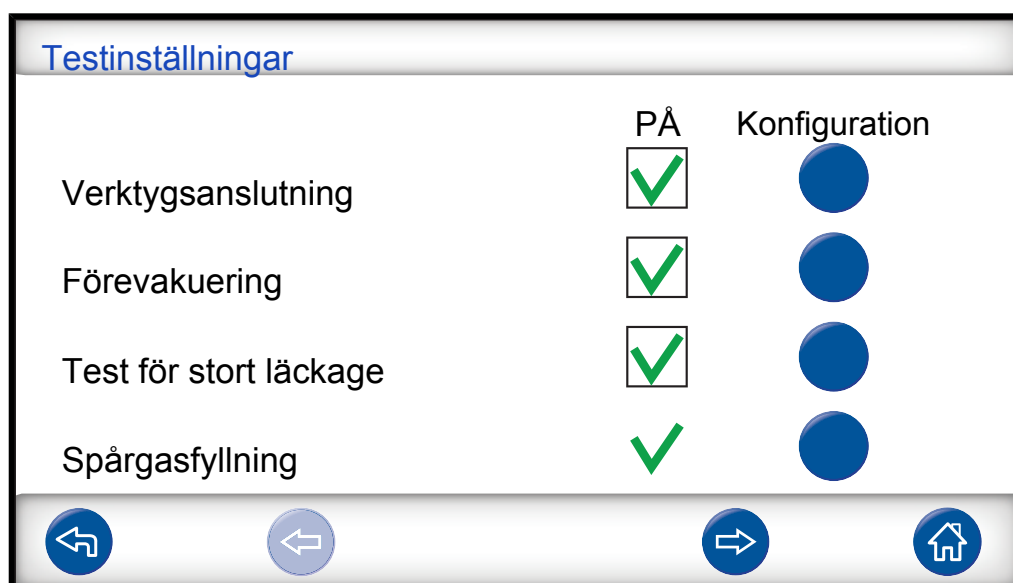 Testinställningar
PÅ Konfiguration
Verktygsanslutning
Förevakuering
Test för stort läckage
Spårgasfyllning